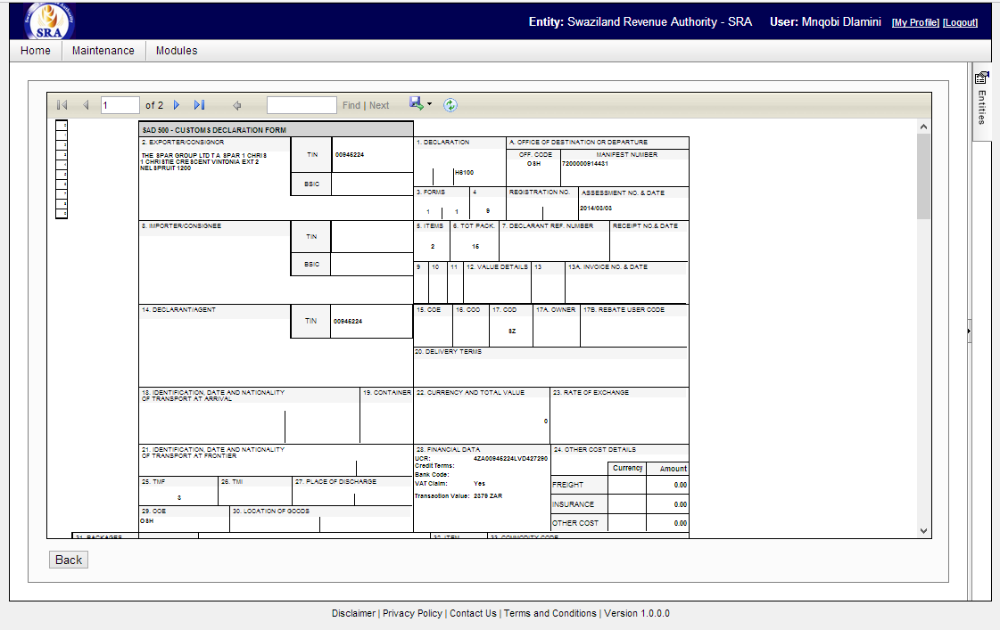 SRA
Entity: Swaziland Revenue Authority - SRA User: Mnqobi Dlamini [My Profile] [Logout]
Home Maintenance Modules
Entities
1 of 2 Find | Next
SAD 500 - CUSTOMS DECLARATION FORM
2. EXPORTER/CONSIGNOR
THE SPAR GROUP LTD T A SPAR 1 CHRIS
1 CHRISTIE CRESCENT VINTONIA EXT 2
NELSPRUIT 1200
TIN 00946224
BSIC
1. DECLARATION
H6100
A. OFFICE OF DESTINATION OR DEPARTURE
OFF. CODE MANIFEST NUMBER
OSH 7200000914431
3. FORMS 4 REGISTRATION NO. ASSESSMENT NO. & DATE
1 1 9 2014/03/03
8. IMPORTER/CONSIGNEE
TIN
BSIC
5. ITEMS 6. TOT PACK. 7. DECLARANT REF. NUMBER RECEIPT NO.& DATE
2 15
9 10 11 12. VALUE DETAILS 13 13A. INVOICE NO. & DATE
14. DECLARANT/AGENT
TIN 00946224
15. COE 16. COO 17. COD 17A. OWNER 17B. REBATE USER CODE
SZ
20. DELIVERY TERMS
18. IDENTIFICATION, DATE AND NATIONALITY
OF TRANSPORT AT ARRIVAL
19. CONTAINER
22. CURRENCY AND TOTAL VALUE 23. RATE OF EXCHANGE
0
21. IDENTIFICATION, DATE AND NATIONALITY
OF TRANSPORT AT FRONTIER
28. FINANCIAL DATA
UCR: 4ZA00946224LVD427290
Credit Terms:
Bank Code:
VAT Claim: Yes
Transaction Value: 2379 ZAR
24. OTHER COST DETAILS
Currency Amount
FREIGHT 0.00
INSURANCE 0.00
OTHER COST 0.00
25. TMF 26. TMI 27. PLACE OF DISCHARGE
3
29. OOE 30. LOCATION OF GOODS
OSH
31. PACKAGES 32. ITEM 33. COMMODITY CODE
Back
Disclaimer | Privacy Policy | Contact Us | Terms and Conditions | Version 1.0.0.0